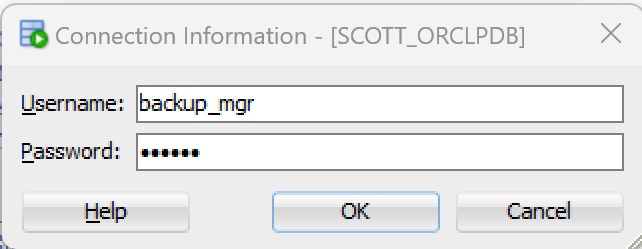 Connection Information - [SCOTT_ORCLPDB]
Username: backup_mgr
Password: ••••••
Help OK Cancel